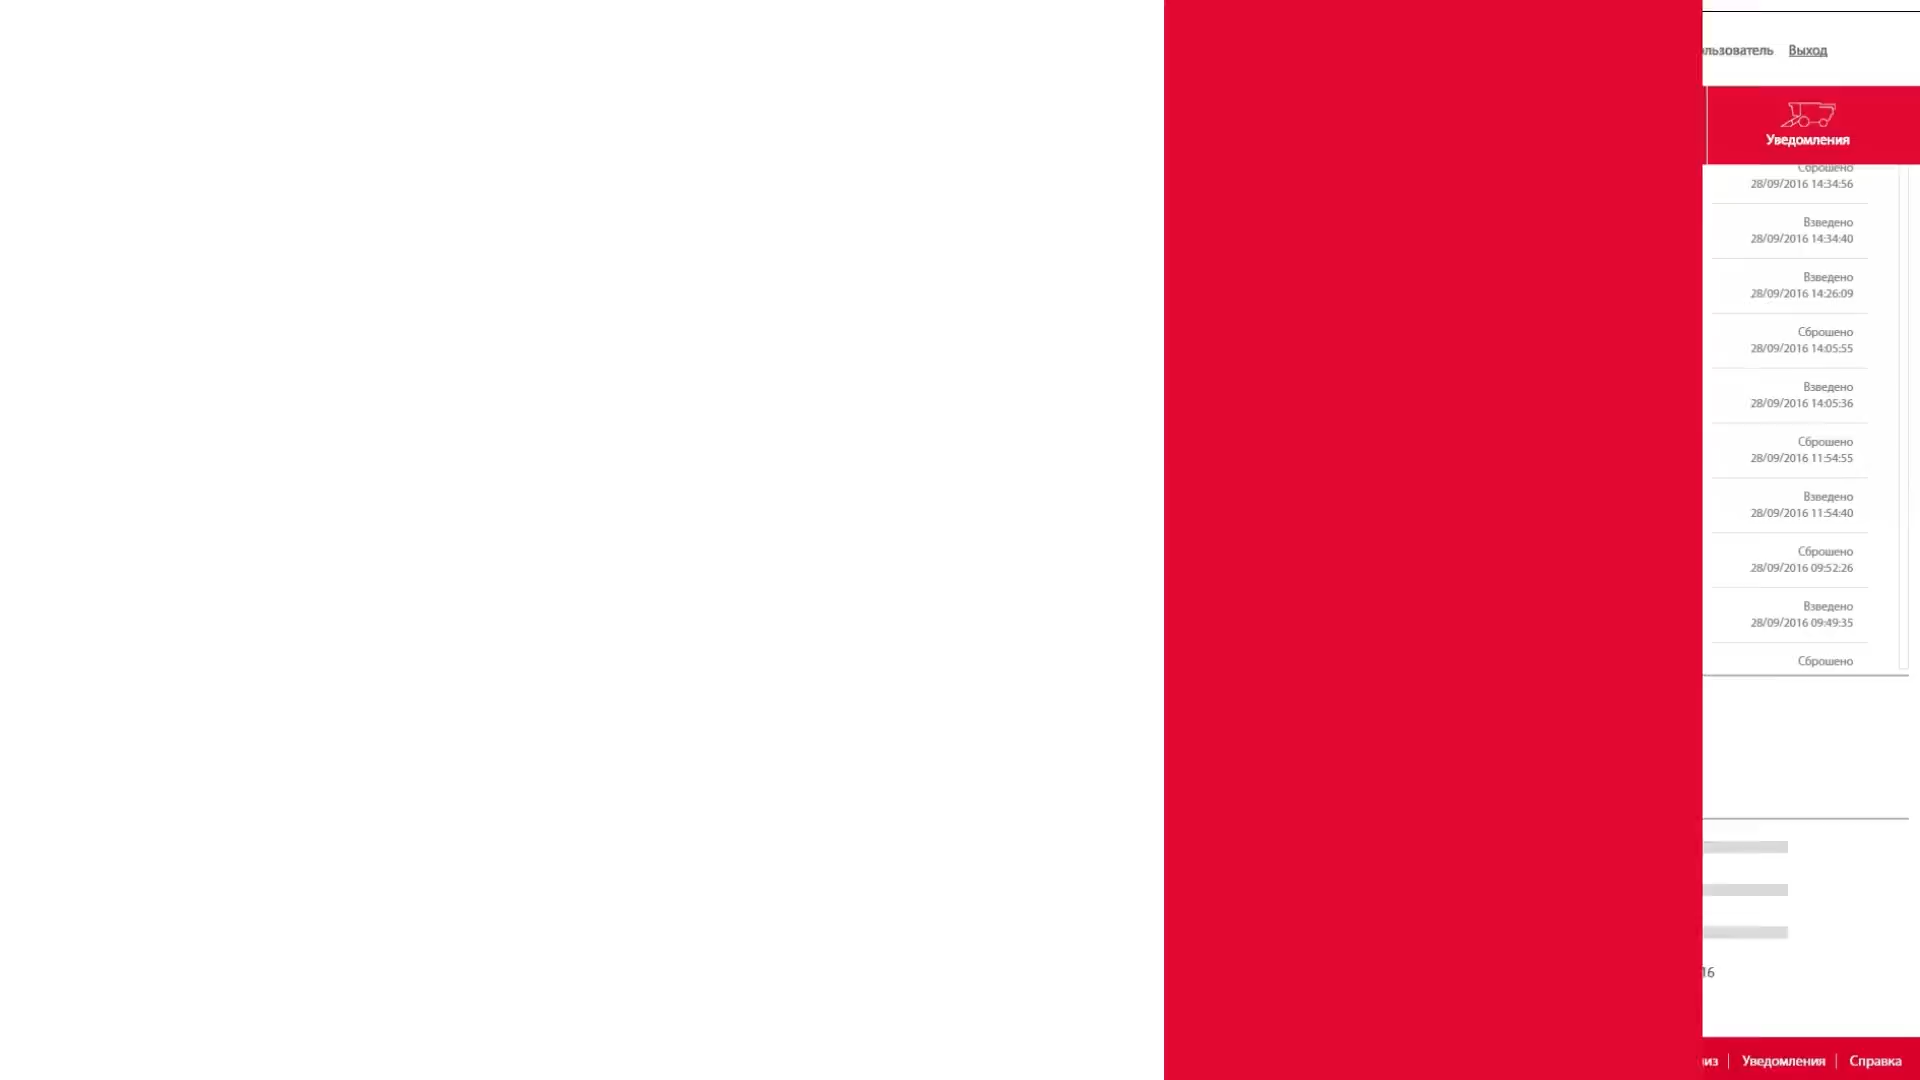 Выход
Уведомления
Сброшено
28/09/2016 14:34:56
Взведено
28/09/2016 14:34:40
Взведено
28/09/2016 14:26:09
Сброшено
28/09/2016 14:05:55
Взведено
28/09/2016 14:05:36
Сброшено
28/09/2016 11:54:55
Взведено
28/09/2016 11:54:40
Сброшено
28/09/2016 09:52:26
Взведено
28/09/2016 09:49:35
Сброшено
16
Уведомления | Справка